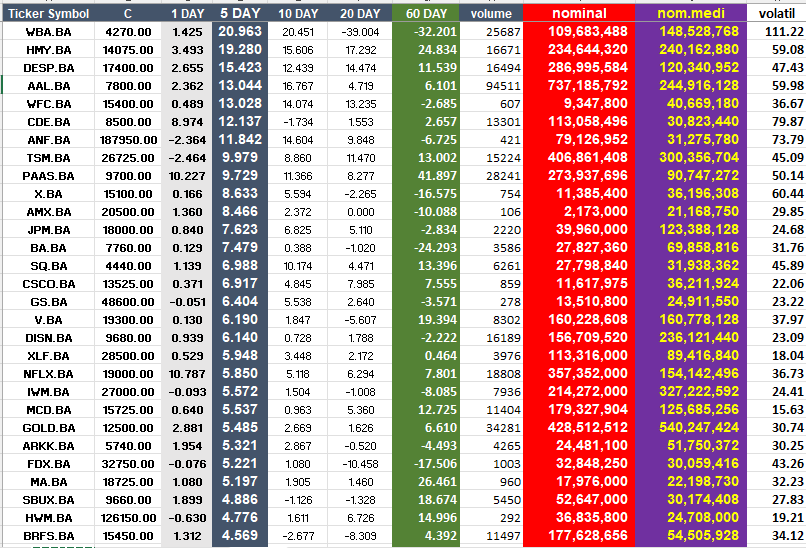 Ticker Symbol C 1 DAY 5 DAY 10 DAY 20 DAY 60 DAY volume nominal nom.medi volatil
WBA.BA 4270.00 1.425 20.963 20.451 -39.004 -32.201 25687 109,683,488 148,528,768 111.22
HMY.BA 14075.00 3.493 19.280 15.606 17.292 24.834 16671 234,644,320 240,162,880 59.08
DESP.BA 17400.00 2.655 15.423 12.439 14.474 11.539 16494 286,995,584 120,340,952 47.43
AAL.BA 7800.00 2.362 13.044 16.767 4.719 6.101 94511 737,185,792 244,916,128 59.98
WFC.BA 15400.00 0.489 13.028 14.074 13.235 -2.685 607 9,347,800 40,669,180 36.67
CDE.BA 8500.00 8.974 12.137 -1.734 1.553 2.657 13301 113,058,496 30,823,440 79.87
ANF.BA 187950.00 -2.364 11.842 14.604 9.848 -6.725 421 79,126,952 31,275,780 73.79
TSM.BA 26725.00 -2.464 9.979 8.860 11.470 13.002 15224 406,861,408 300,356,704 45.09
PAAS.BA 9700.00 10.227 9.729 11.366 8.277 41.897 28241 273,937,696 90,747,272 50.14
X.BA 15100.00 0.166 8.633 5.594 -2.265 -16.575 754 11,385,400 36,196,308 60.44
AMX.BA 20500.00 1.360 8.466 2.372 0.000 -10.088 106 2,173,000 21,168,750 29.85
JPM.BA 18000.00 0.840 7.623 6.825 5.110 -2.834 2220 39,960,000 123,388,128 24.68
BA.BA 7760.00 0.129 7.479 0.388 -1.020 -24.293 3586 27,827,360 69,858,816 31.76
SQ.BA 4440.00 1.139 6.988 10.174 4.471 13.396 6261 27,798,840 31,938,362 45.89
CSCO.BA 13525.00 0.371 6.917 4.845 7.985 7.555 859 11,617,975 36,211,924 22.06
GS.BA 48600.00 -0.051 6.404 5.538 2.640 -3.571 278 13,510,800 24,911,550 23.22
V.BA 19300.00 0.130 6.190 1.847 -5.607 19.394 8302 160,228,608 160,778,128 37.97
DISN.BA 9680.00 0.939 6.140 0.728 1.788 -2.222 16189 156,709,520 236,121,440 23.09
XLF.BA 28500.00 0.529 5.948 3.448 2.172 0.464 3976 113,316,000 89,416,840 18.04
NFLX.BA 19000.00 10.787 5.850 5.118 6.294 7.801 18808 357,352,000 154,142,496 36.73
IWM.BA 27000.00 -0.093 5.572 1.504 -1.008 -8.085 7936 214,272,000 327,222,592 24.41
MCD.BA 15725.00 0.640 5.537 0.963 5.360 12.725 11404 179,327,904 125,685,256 15.63
GOLD.BA 12500.00 2.881 5.485 2.669 1.626 6.610 34281 428,512,512 540,247,424 30.74
ARKK.BA 5740.00 1.954 5.321 2.867 -0.520 -4.493 4265 24,481,100 51,750,372 30.25
FDX.BA 32750.00 -0.076 5.221 1.080 -10.458 -17.506 1003 32,848,250 30,059,416 43.26
MA.BA 18725.00 1.080 5.197 1.905 1.460 26.461 960 17,976,000 22,198,730 32.23
SBUX.BA 9660.00 1.899 4.886 -1.126 -1.328 18.674 5450 52,647,000 30,174,408 27.83
HWM.BA 126150.00 -0.630 4.776 1.611 6.726 14.996 292 36,835,800 24,708,000 19.21
BRFS.BA 15450.00 1.312 4.569 -2.677 -8.309 4.392 11497 177,628,656 54,505,928 34.12